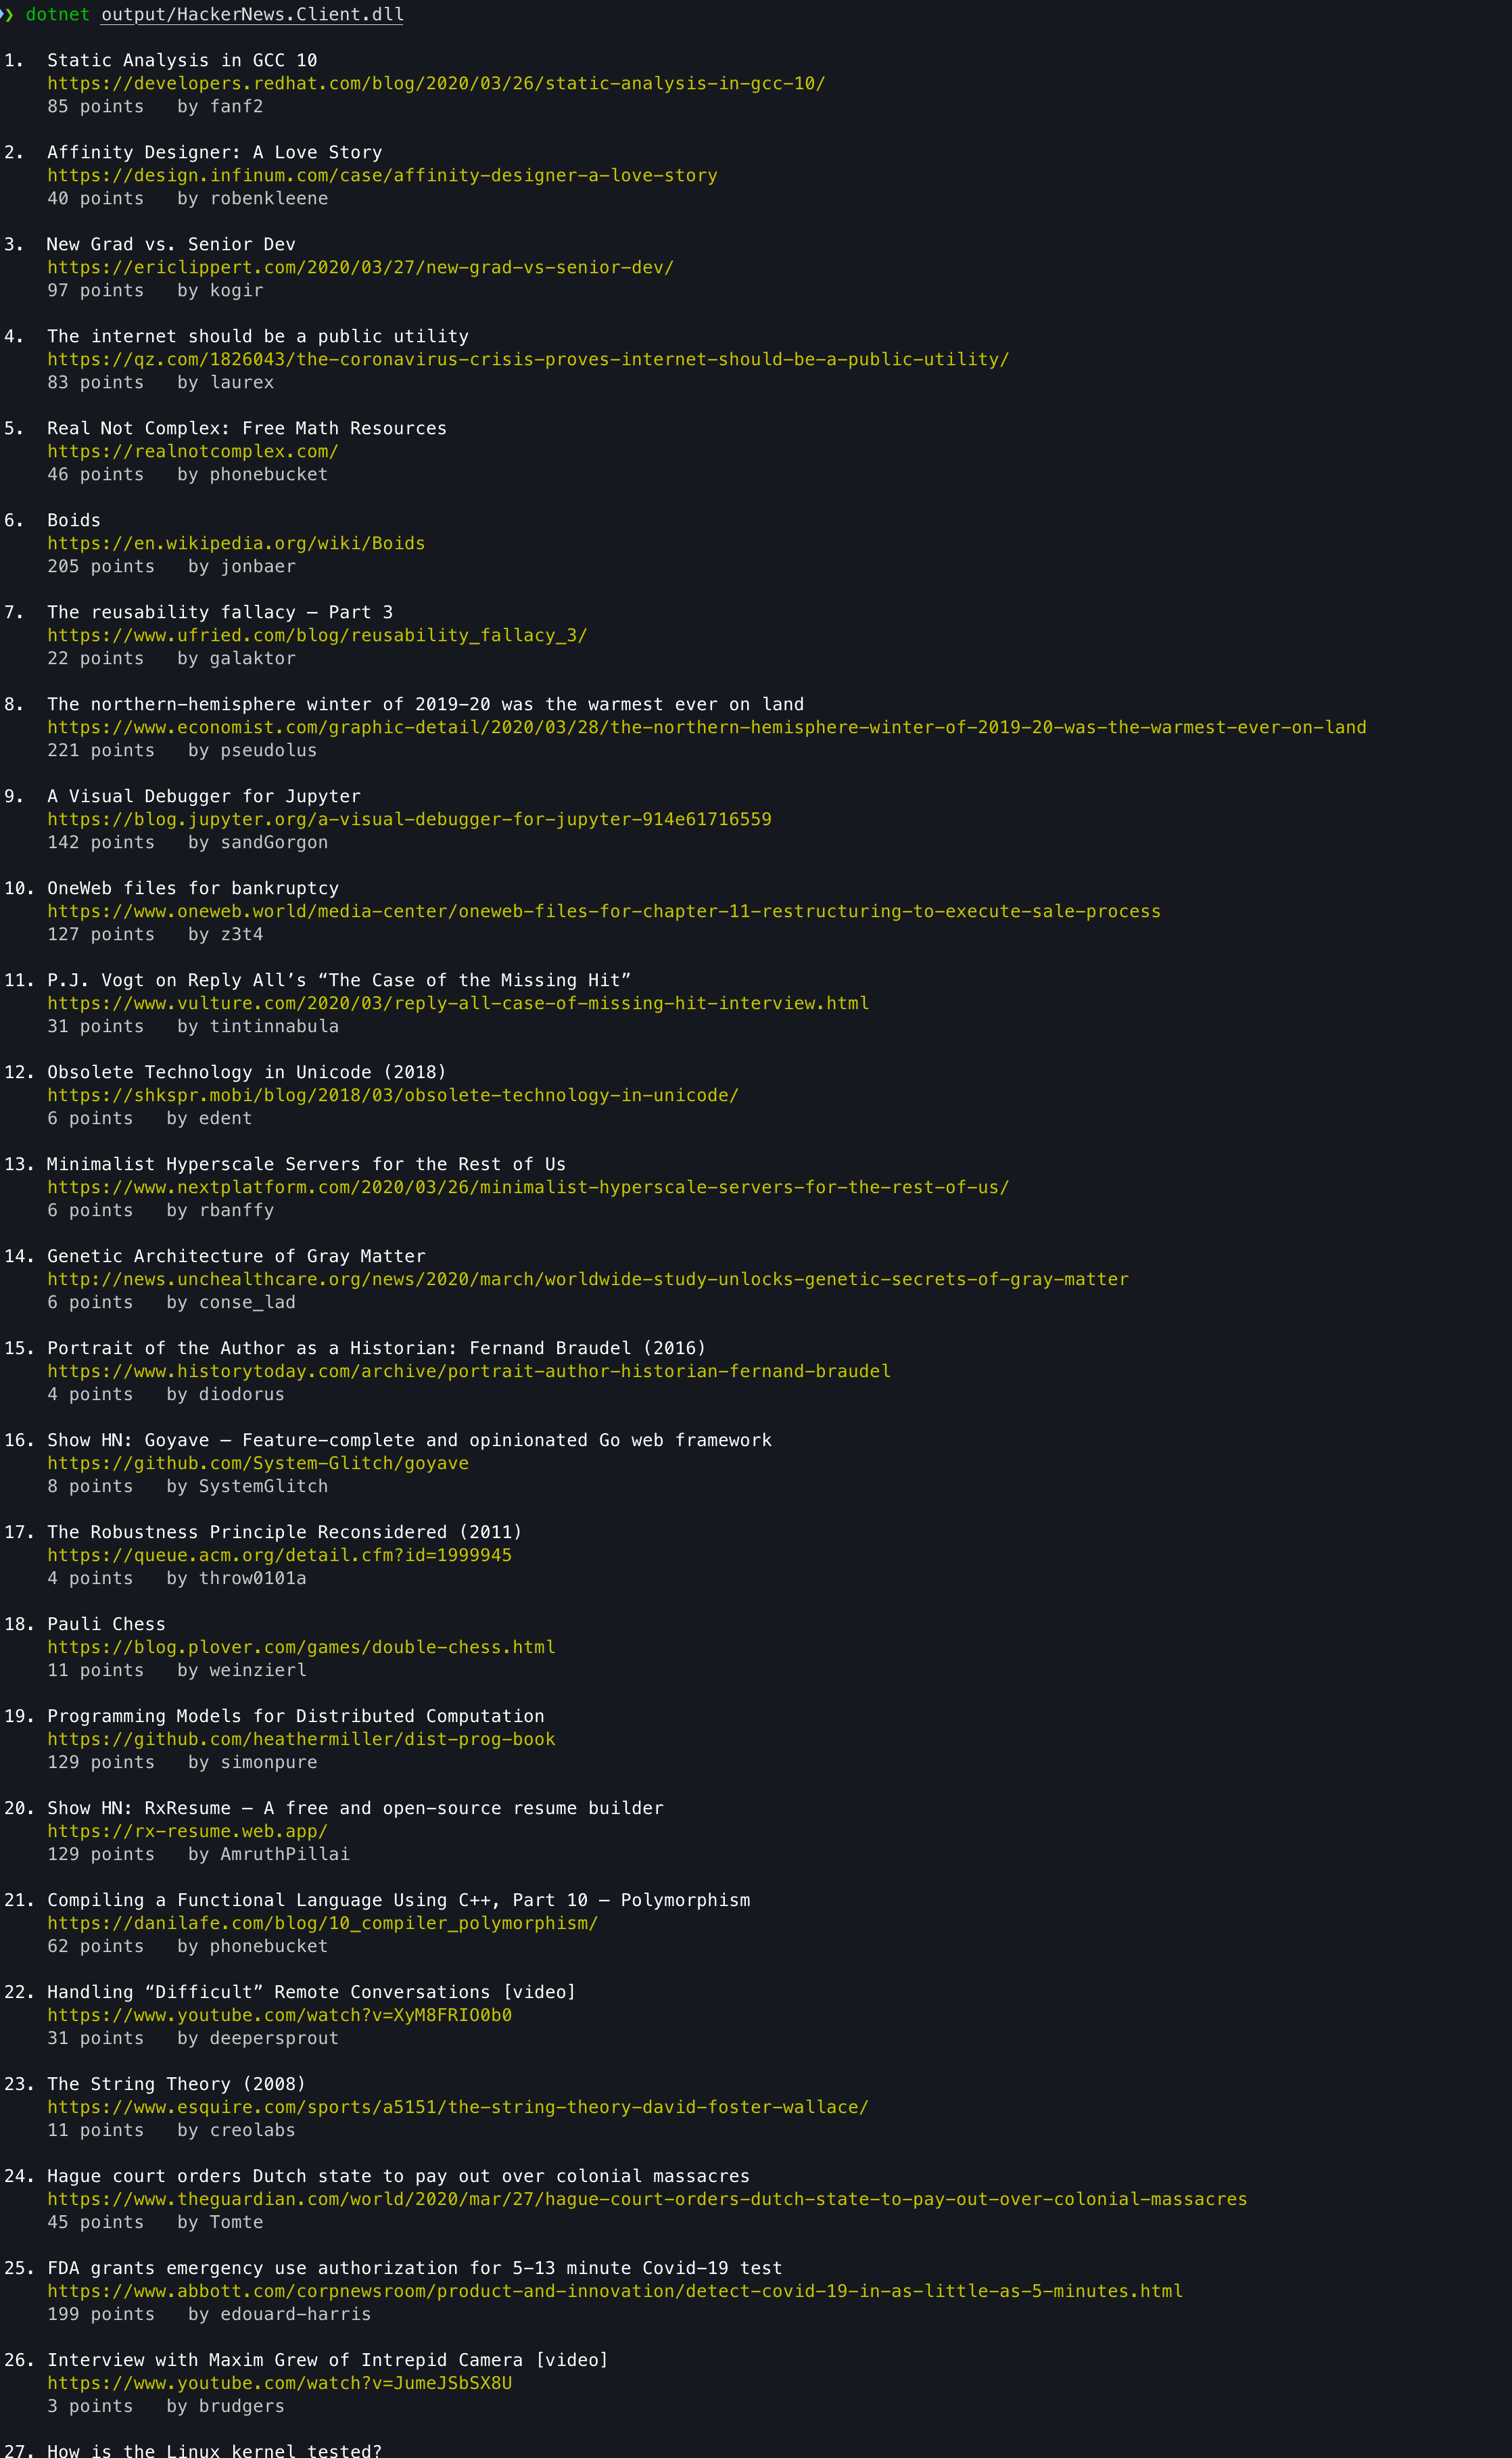 ❯ dotnet output/HackerNews.Client.dll
1. Static Analysis in GCC 10
https://developers.redhat.com/blog/2020/03/26/static-analysis-in-gcc-10/
85 points by fanf2
2. Affinity Designer: A Love Story
https://design.infinum.com/case/affinity-designer-a-love-story
40 points by robenkleene
3. New Grad vs. Senior Dev
https://ericlippert.com/2020/03/27/new-grad-vs-senior-dev/
97 points by kogir
4. The internet should be a public utility
https://qz.com/1826043/the-coronavirus-crisis-proves-internet-should-be-a-public-utility/
83 points by laurex
5. Real Not Complex: Free Math Resources
https://realnotcomplex.com/
46 points by phonebucket
6. Boids
https://en.wikipedia.org/wiki/Boids
205 points by jonbaer
7. The reusability fallacy – Part 3
https://www.ufried.com/blog/reusability_fallacy_3/
22 points by galaktor
8. The northern-hemisphere winter of 2019-20 was the warmest ever on land
https://www.economist.com/graphic-detail/2020/03/28/the-northern-hemisphere-winter-of-2019-20-was-the-warmest-ever-on-land
221 points by pseudolus
9. A Visual Debugger for Jupyter
https://blog.jupyter.org/a-visual-debugger-for-jupyter-914e61716559
142 points by sandGorgon
10. OneWeb files for bankruptcy
https://www.oneweb.world/media-center/oneweb-files-for-chapter-11-restructuring-to-execute-sale-process
127 points by z3t4
11. P.J. Vogt on Reply All’s “The Case of the Missing Hit”
https://www.vulture.com/2020/03/reply-all-case-of-missing-hit-interview.html
31 points by tintinnabula
12. Obsolete Technology in Unicode (2018)
https://shkspr.mobi/blog/2018/03/obsolete-technology-in-unicode/
6 points by edent
13. Minimalist Hyperscale Servers for the Rest of Us
https://www.nextplatform.com/2020/03/26/minimalist-hyperscale-servers-for-the-rest-of-us/
6 points by rbanffy
14. Genetic Architecture of Gray Matter
http://news.unchealthcare.org/news/2020/march/worldwide-study-unlocks-genetic-secrets-of-gray-matter
6 points by conse_lad
15. Portrait of the Author as a Historian: Fernand Braudel (2016)
https://www.historytoday.com/archive/portrait-author-historian-fernand-braudel
4 points by diodorus
16. Show HN: Goyave – Feature-complete and opinionated Go web framework
https://github.com/System-Glitch/goyave
8 points by SystemGlitch
17. The Robustness Principle Reconsidered (2011)
https://queue.acm.org/detail.cfm?id=1999945
4 points by throw0101a
18. Pauli Chess
https://blog.plover.com/games/double-chess.html
11 points by weinzierl
19. Programming Models for Distributed Computation
https://github.com/heathermiller/dist-prog-book
129 points by simonpure
20. Show HN: RxResume – A free and open-source resume builder
https://rx-resume.web.app/
129 points by AmruthPillai
21. Compiling a Functional Language Using C++, Part 10 – Polymorphism
https://danilafe.com/blog/10_compiler_polymorphism/
62 points by phonebucket
22. Handling “Difficult” Remote Conversations [video]
https://www.youtube.com/watch?v=XyM8FRIO0b0
31 points by deepersprout
23. The String Theory (2008)
https://www.esquire.com/sports/a5151/the-string-theory-david-foster-wallace/
11 points by creolabs
24. Hague court orders Dutch state to pay out over colonial massacres
https://www.theguardian.com/world/2020/mar/27/hague-court-orders-dutch-state-to-pay-out-over-colonial-massacres
45 points by Tomte
25. FDA grants emergency use authorization for 5-13 minute Covid-19 test
https://www.abbott.com/corpnewsroom/product-and-innovation/detect-covid-19-in-as-little-as-5-minutes.html
199 points by edouard-harris
26. Interview with Maxim Grew of Intrepid Camera [video]
https://www.youtube.com/watch?v=JumeJSbSX8U
3 points by brudgers
27. How is the Linux kernel tested?